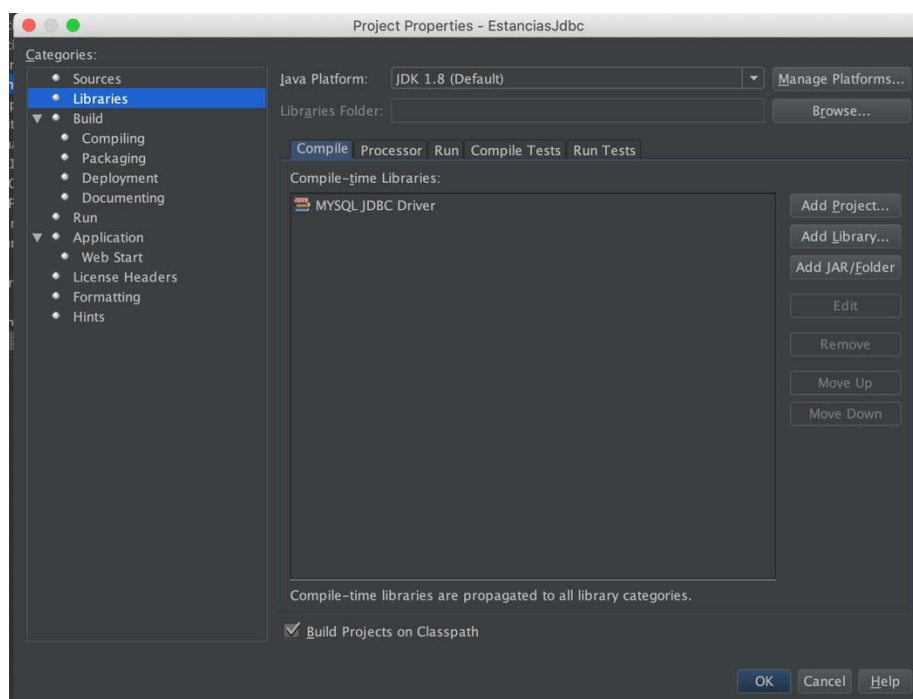 Project Properties - EstanciasJdbc
Categories:
Sources
Libraries
Build
Compiling
Packaging
Deployment
Documenting
Run
Application
Web Start
License Headers
Formatting
Hints
Java Platform: JDK 1.8 (Default) Manage Platforms...
Libraries Folder: Browse...
Compile Processor Run Compile Tests Run Tests
Compile-time Libraries:
MYSQL JDBC Driver
Add Project...
Add Library...
Add JAR/Folder
Edit
Remove
Move Up
Move Down
Compile-time libraries are propagated to all library categories.
Build Projects on Classpath
OK Cancel Help